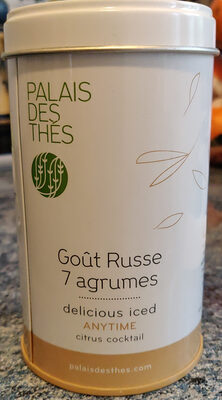 PALAIS
DES
THÉS
Goût Russe
7 agrumes
delicious iced
ANYTIME
citrus cocktail
palaisdesthes.com